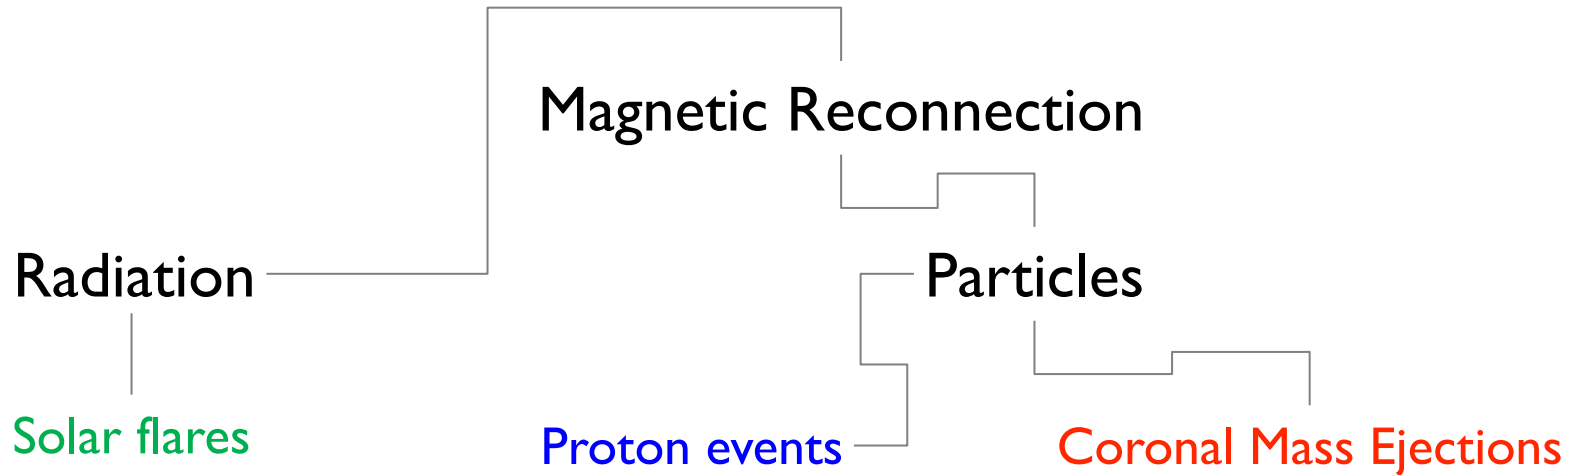 Magnetic Reconnection
Radiation
Particles
Solar flares
Proton events
Coronal Mass Ejections